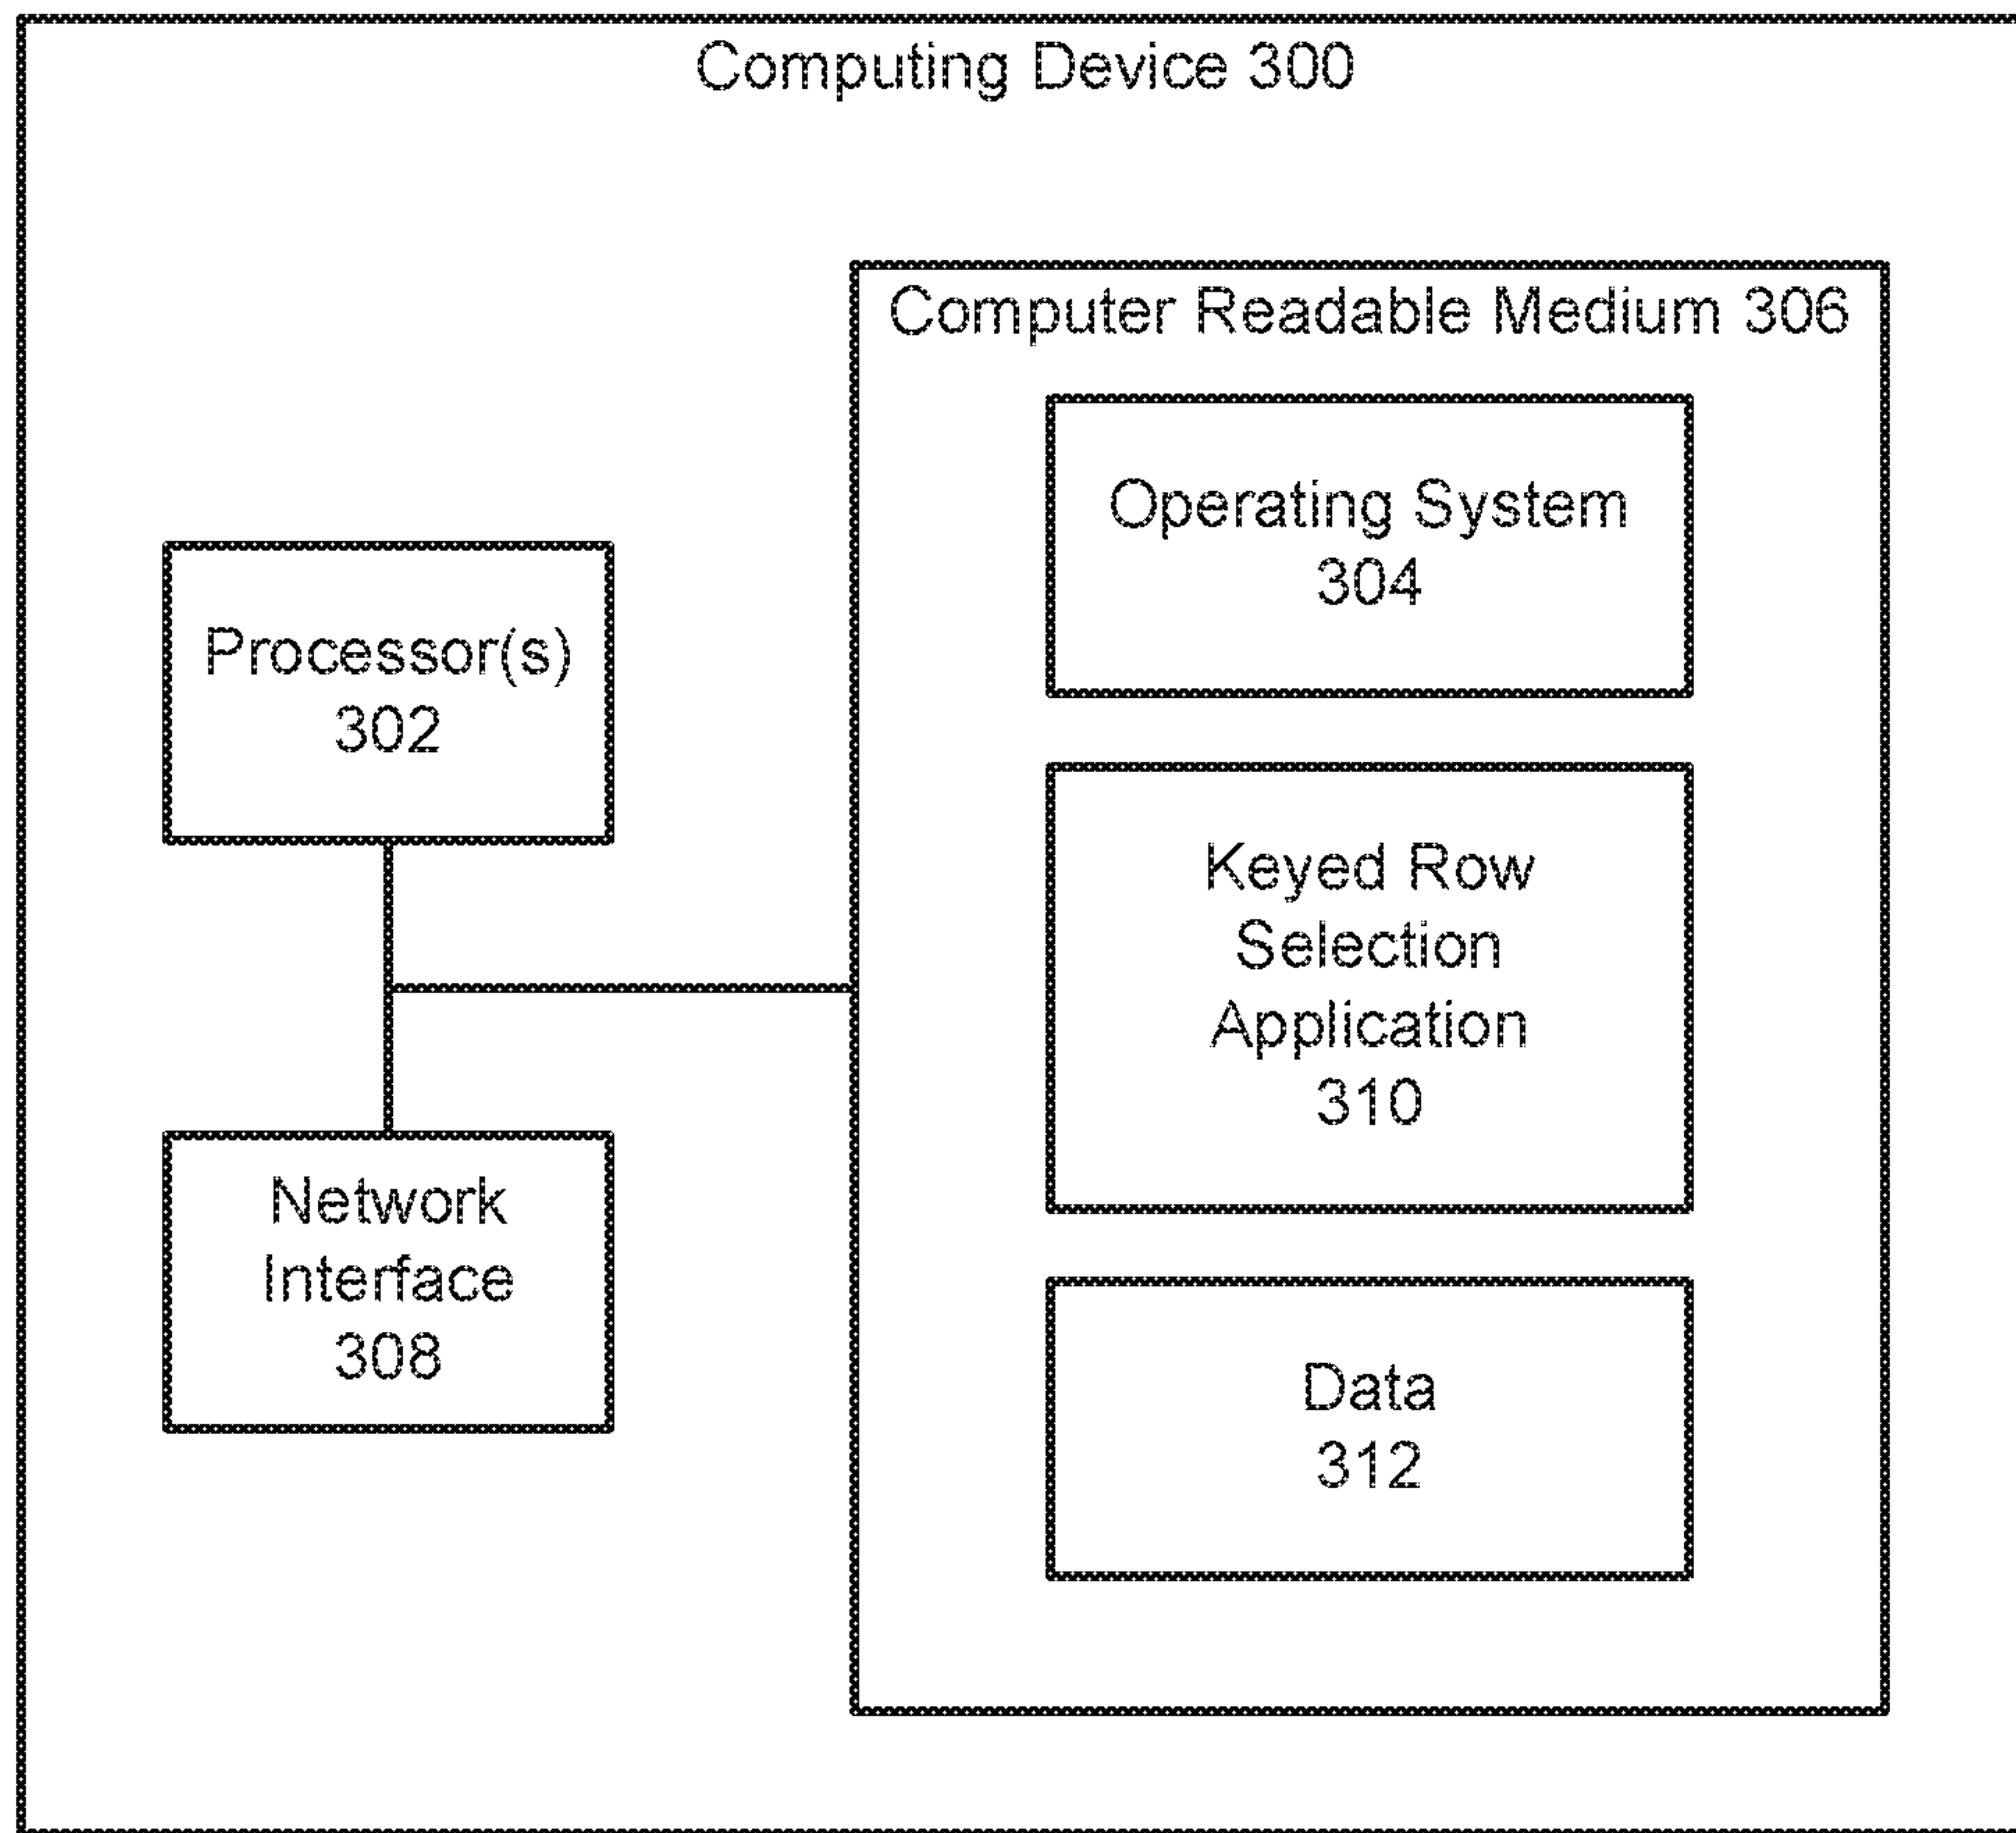 Computing Device 300
Computer Readable Medium 306
Operating System
304
Processor(s)
302
Keyed Row
Selection
Application
310
Network
Interface
308
Data
312